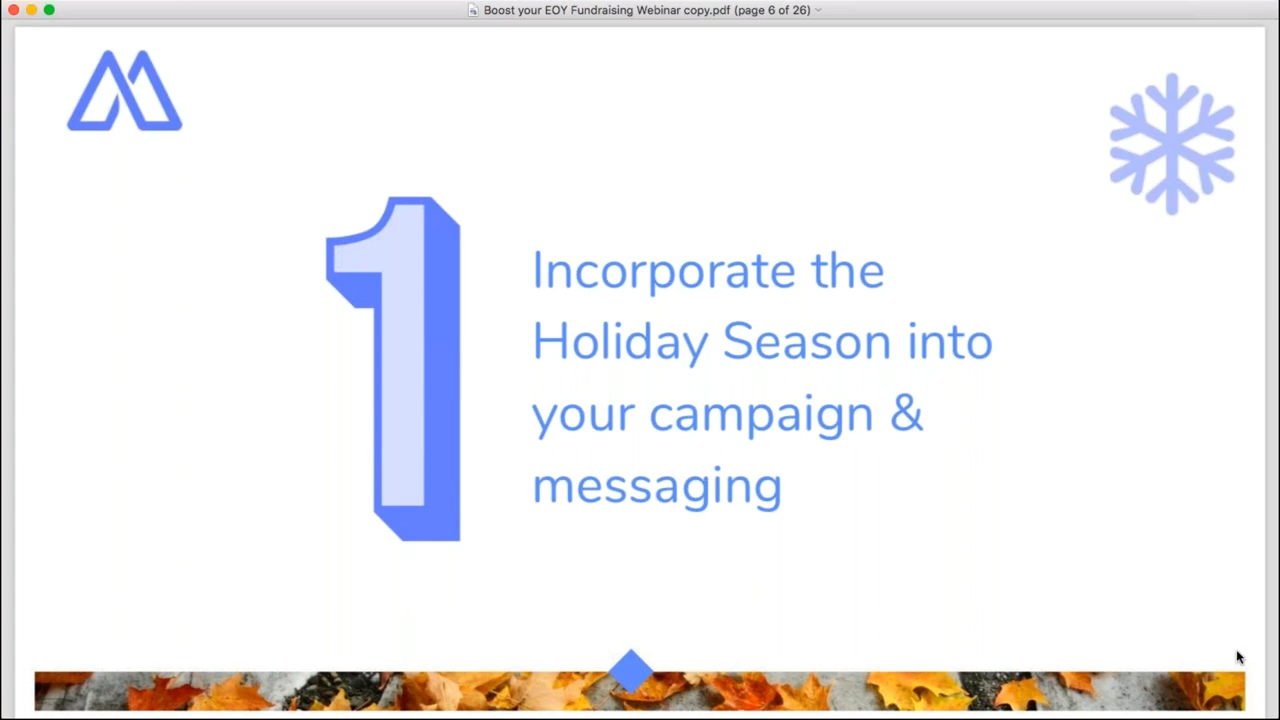 Boost your EOY Fundraising Webinar copy.pdf (page 6 of 26)
1
Incorporate the
Holiday Season into
your campaign &
messaging